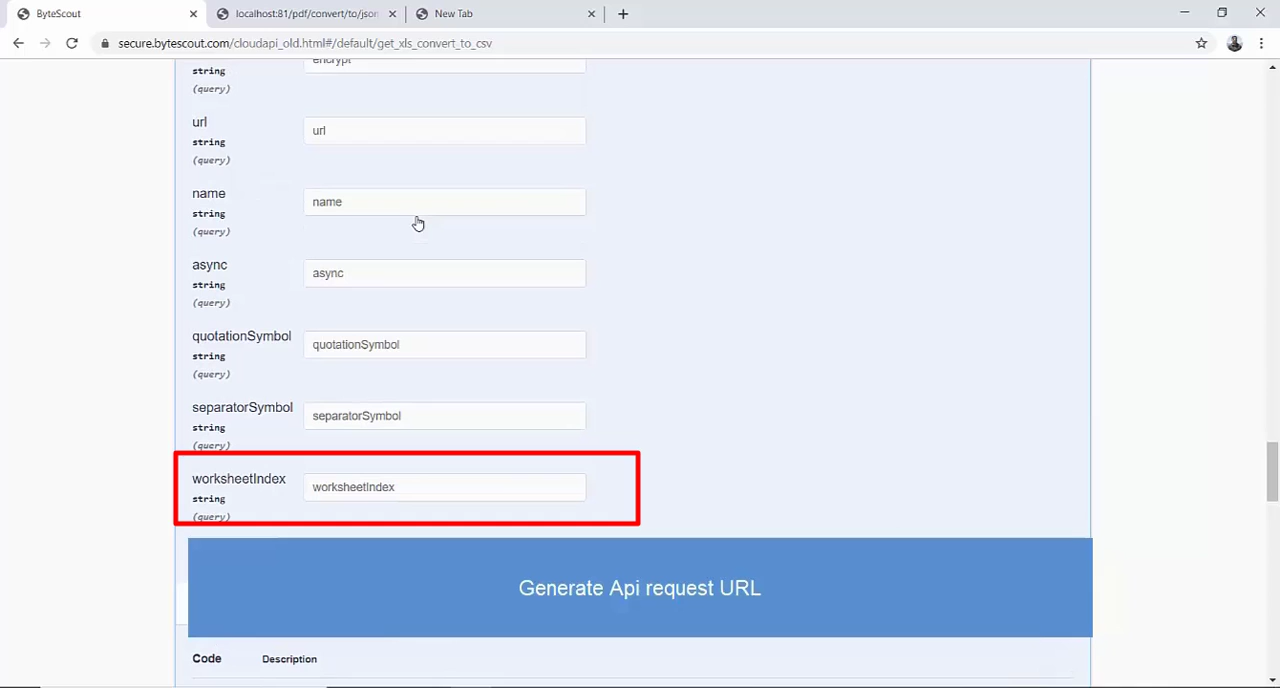 ByteScout
localhost:81/pdf/convert/to/json
New Tab
secure.bytescout.com/cloudapi_old.html#/default/get_xls_convert_to_csv
string
encrypt
(query)
url
url
string
(query)
name
name
string
(query)
async
async
string
(query)
quotationSymbol
quotationSymbol
string
(query)
separatorSymbol
separatorSymbol
string
(query)
worksheetIndex
worksheetIndex
string
(query)
Generate Api request URL
Code Description